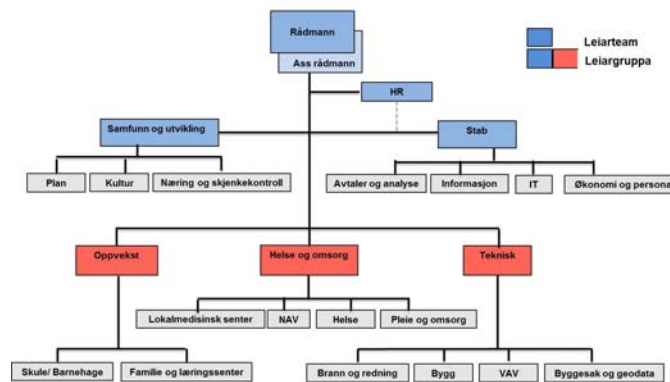 Rådmann
Ass rådmann
Leiarteam
Leiargruppa
HR
Samfunn og utvikling
Stab
Plan
Kultur
Næring og skjenkekontroll
Avtaler og analyse
Informasjon
IT
Økonomi og persona
Oppvekst
Helse og omsorg
Teknisk
Lokalmedisinsk senter
NAV
Helse
Pleie og omsorg
Skule/ Barnehage
Familie og læringssenter
Brann og redning
Bygg
VAV
Byggesak og geodata